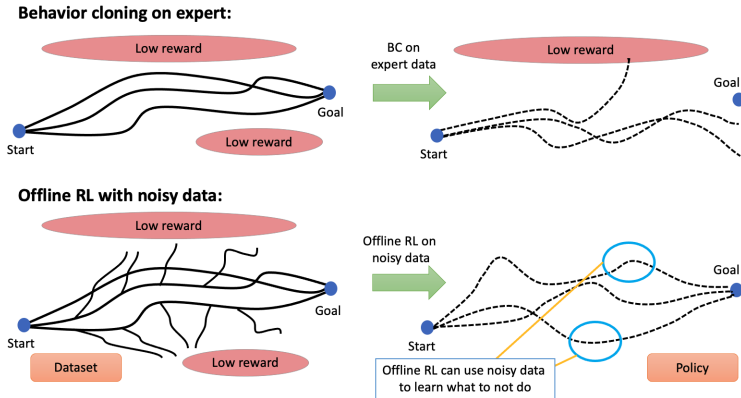 Behavior cloning on expert:
Low reward
Goal
Start
Low reward
BC on
expert data
Low reward
Goal
Start
Offline RL with noisy data:
Low reward
Goal
Start
Low reward
Dataset
Offline RL on
noisy data
Goal
Start
Offline RL can use noisy data
to learn what to not do
Policy